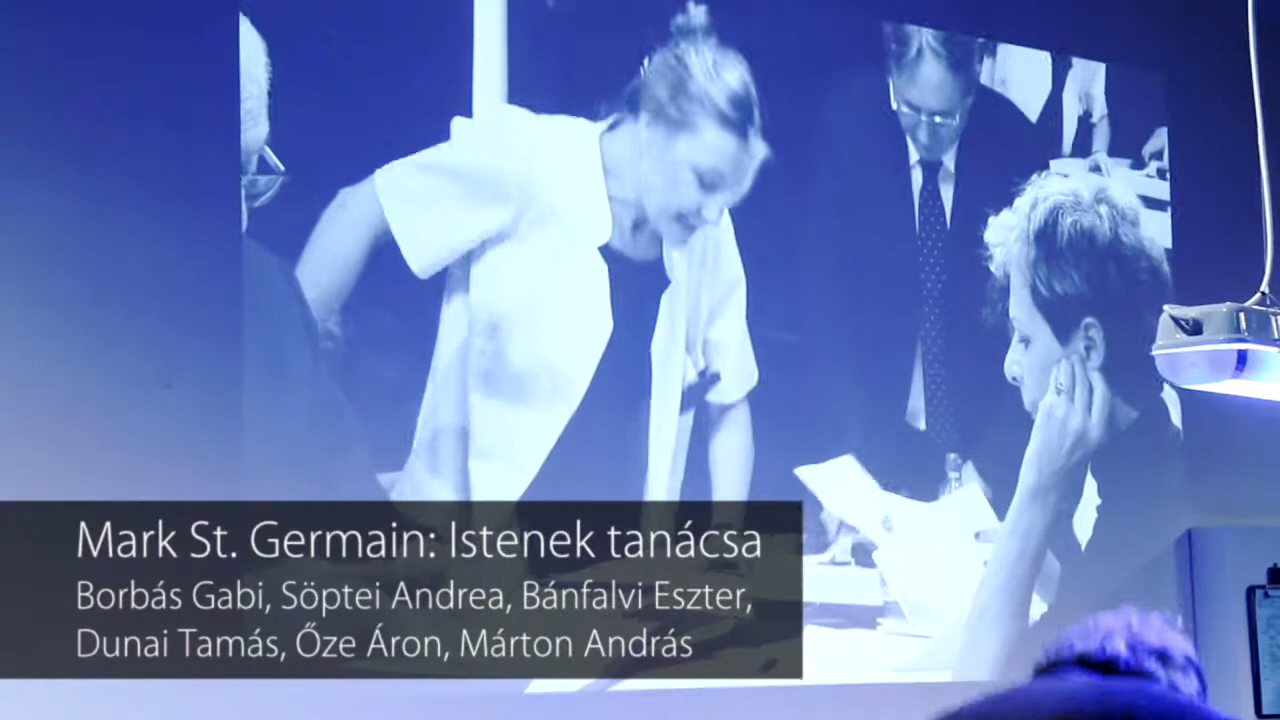 Mark St. Germain: Istenek tanácsa
Borbás Gabi, Söptei Andrea, Bánfalvi Eszter,
Dunai Tamás, Őze Áron, Márton András